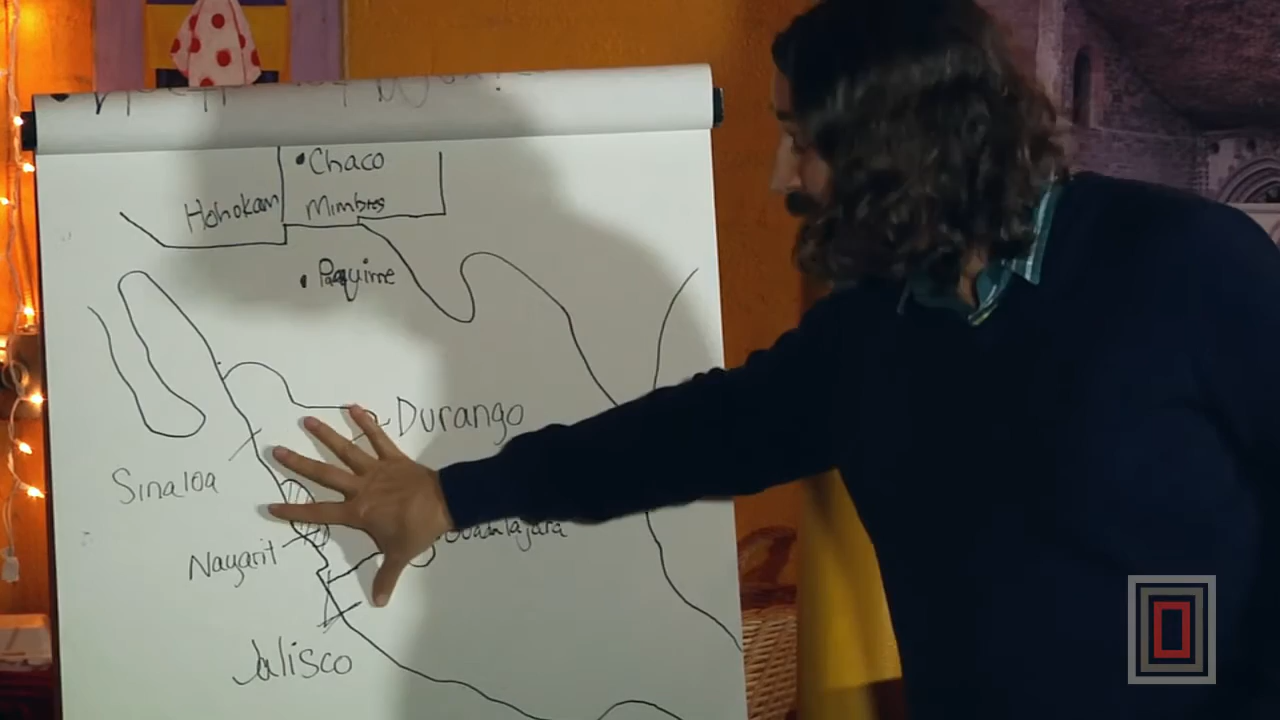 Chaco
Hohokam
Mimbres
Paquime
Durango
Sinaloa
Guadalajara
Nayarit
Jalisco